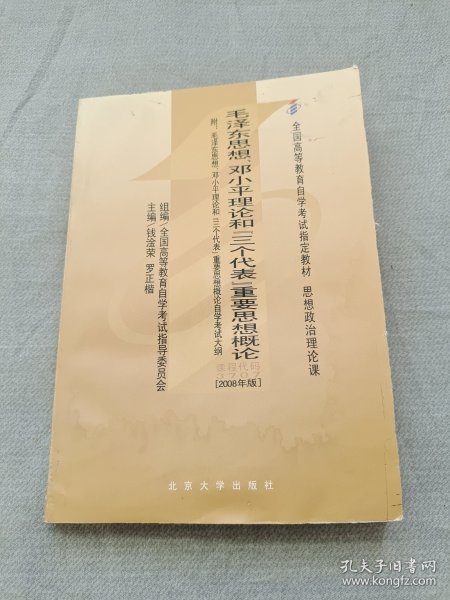 全国高等教育自学考试指定教材 思想政治理论课
毛泽东思想、邓小平理论和“三个代表”重要思想概论
附：毛泽东思想、邓小平理论和“三个代表”重要思想概论自学考试大纲
课程代码
3707
[2008年版]
组编/全国高等教育自学考试指导委员会
主编/钱淦荣 罗正楷
北京大学出版社
孔夫子旧书网
www.kongfz.com